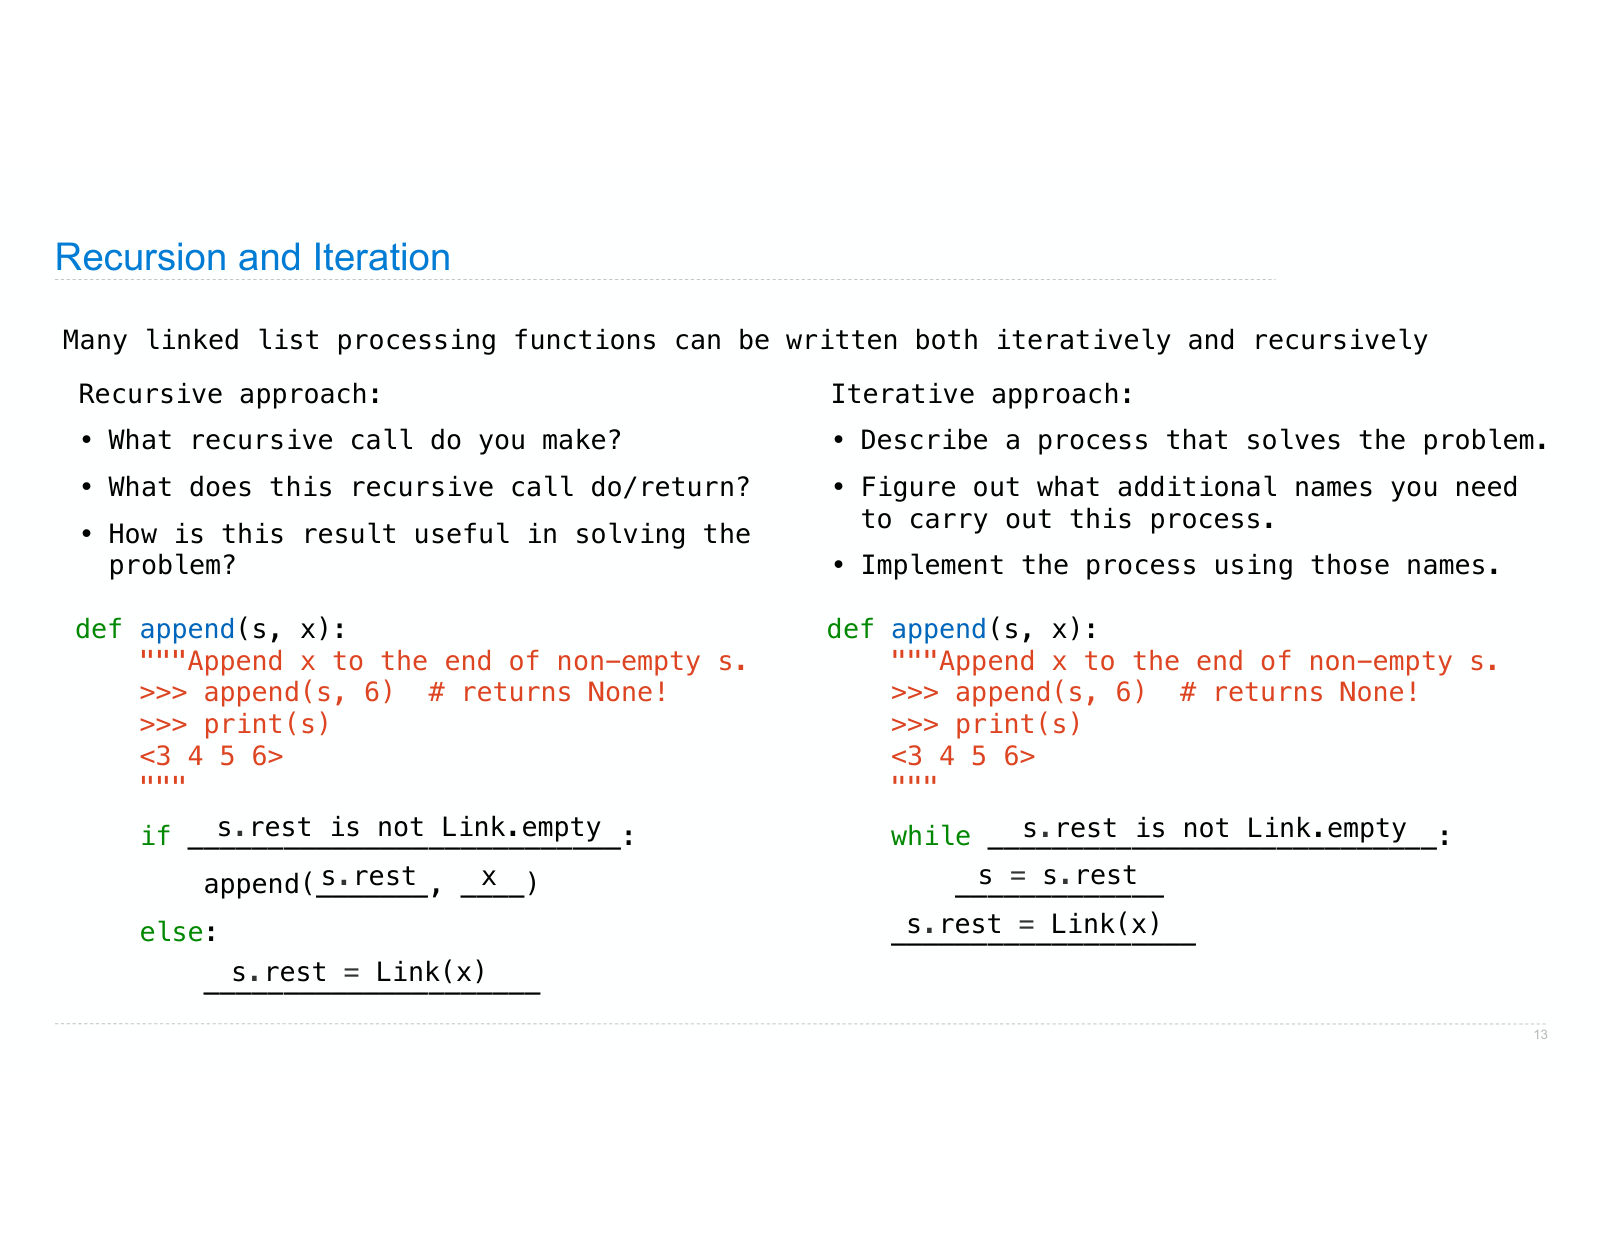 Recursion and Iteration
Many linked list processing functions can be written both iteratively and recursively
Recursive approach:
• What recursive call do you make?
• What does this recursive call do/return?
• How is this result useful in solving the
problem?
def append(s, x):
    """Append x to the end of non-empty s.
    >>> append(s, 6)  # returns None!
    >>> print(s)
    <3 4 5 6>
    """
    if s.rest is not Link.empty:
        append(s.rest, x)
    else:
        s.rest = Link(x)
Iterative approach:
• Describe a process that solves the problem.
• Figure out what additional names you need
to carry out this process.
• Implement the process using those names.
def append(s, x):
    """Append x to the end of non-empty s.
    >>> append(s, 6)  # returns None!
    >>> print(s)
    <3 4 5 6>
    """
    while s.rest is not Link.empty:
        s = s.rest
    s.rest = Link(x)
13